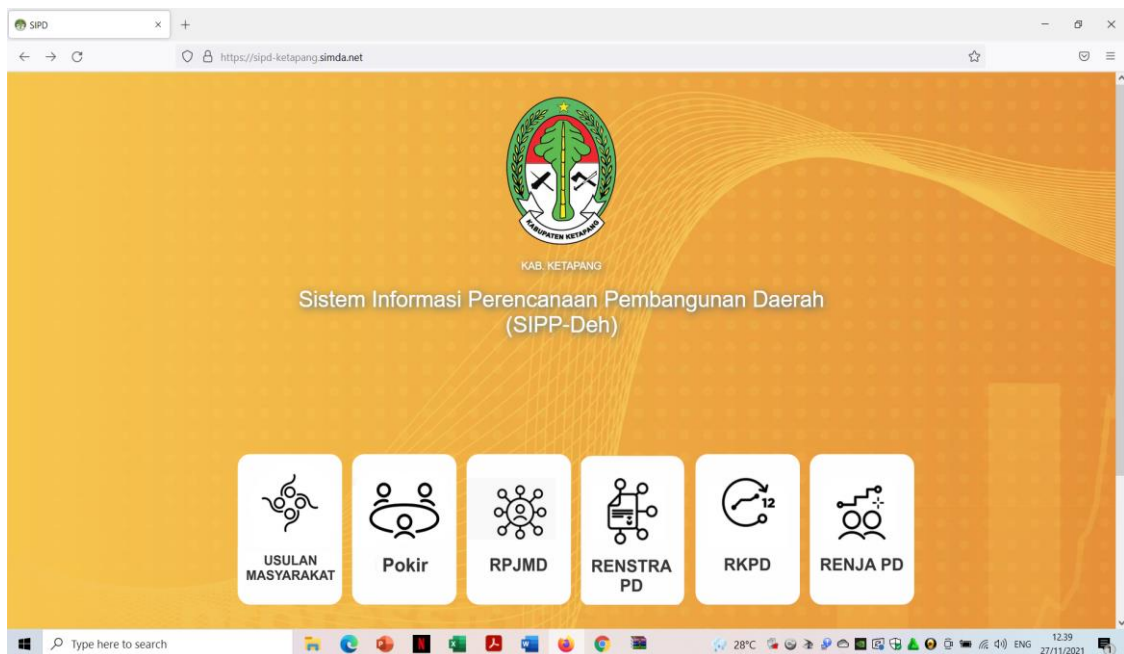 SIPD
https://sipd-ketapang.simda.net
KABUPATEN KETAPANG
KAB. KETAPANG
Sistem Informasi Perencanaan Pembangunan Daerah
(SIPP-Deh)
USULAN
MASYARAKAT
Pokir
RPJMD
RENSTRA
PD
12
RKPD
RENJA PD
Type here to search
28°C
ENG
12.39
27/11/2021